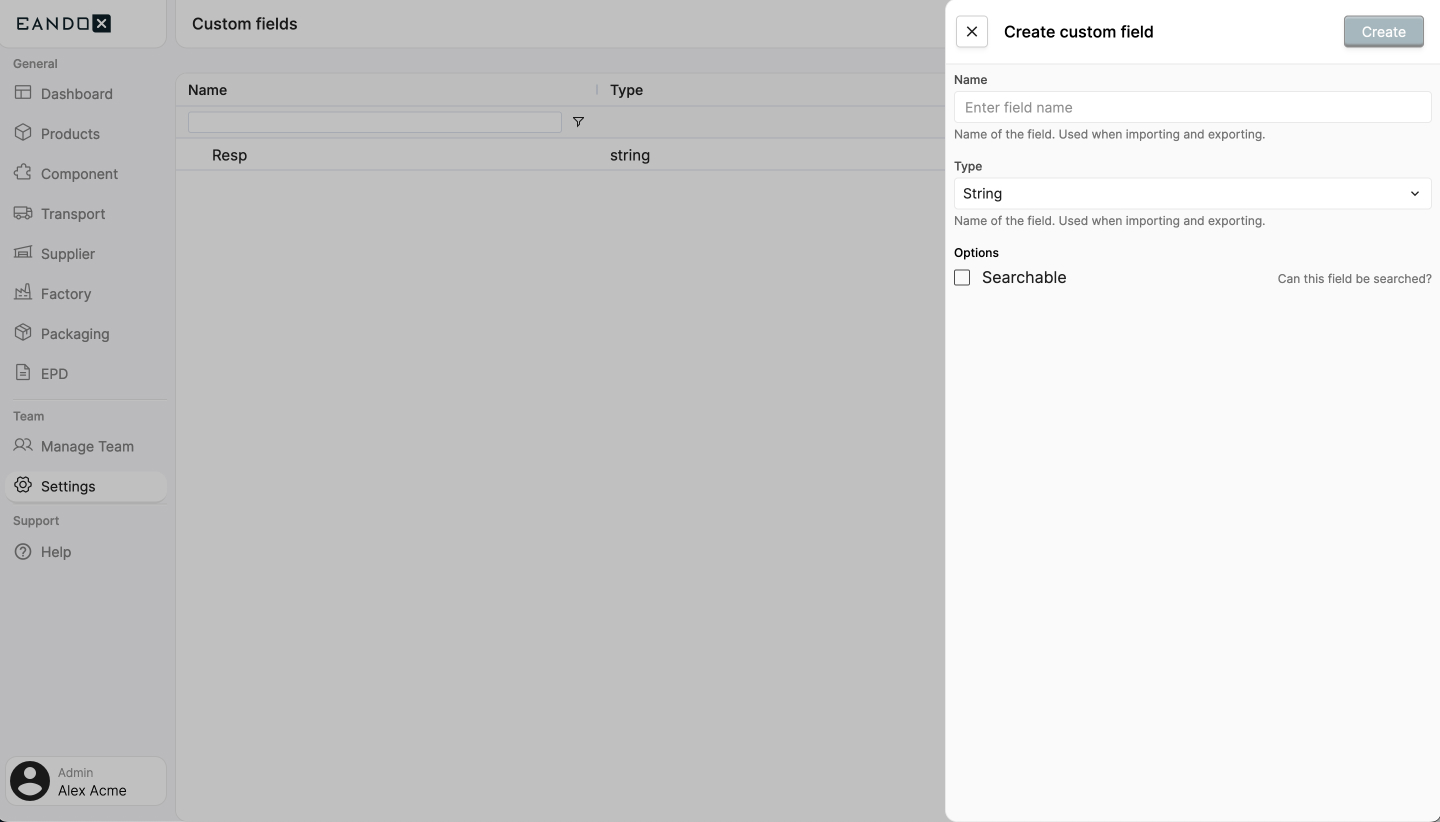 EANDO X
General
Dashboard
Products
Component
Transport
Supplier
Factory
Packaging
EPD
Team
Manage Team
Settings
Support
Help
Admin
Alex Acme
Custom fields
Name Type
Resp string
Create custom field
Create
Name
Enter field name
Name of the field. Used when importing and exporting.
Type
String
Name of the field. Used when importing and exporting.
Options
Searchable Can this field be searched?